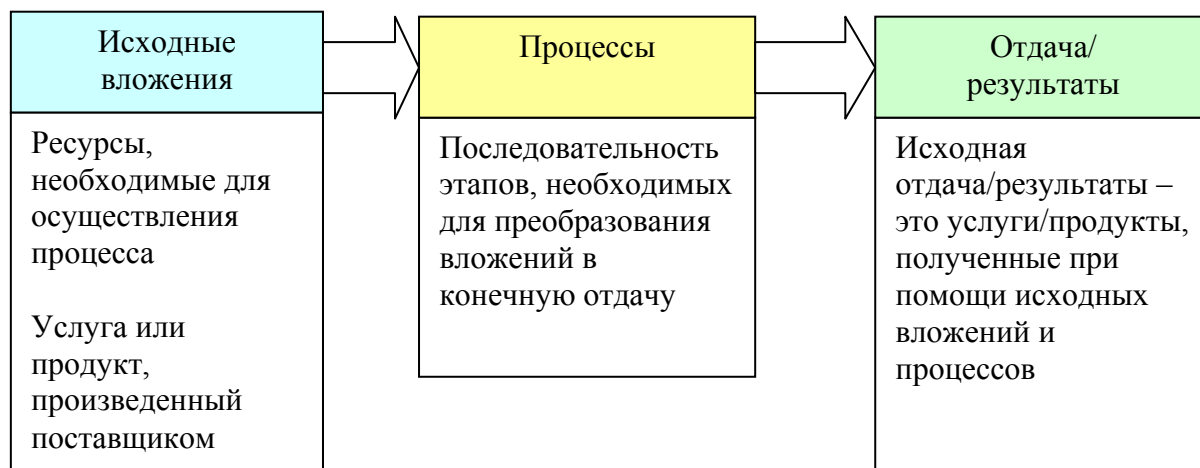 Исходные
вложения
Ресурсы,
необходимые для
осуществления
процесса
Услуга или
продукт,
произведенный
поставщиком
Процессы
Последовательность
этапов, необходимых
для преобразования
вложений в
конечную отдачу
Отдача/
результаты
Исходная
отдача/результаты –
это услуги/продукты,
полученные при
помощи исходных
вложений и
процессов